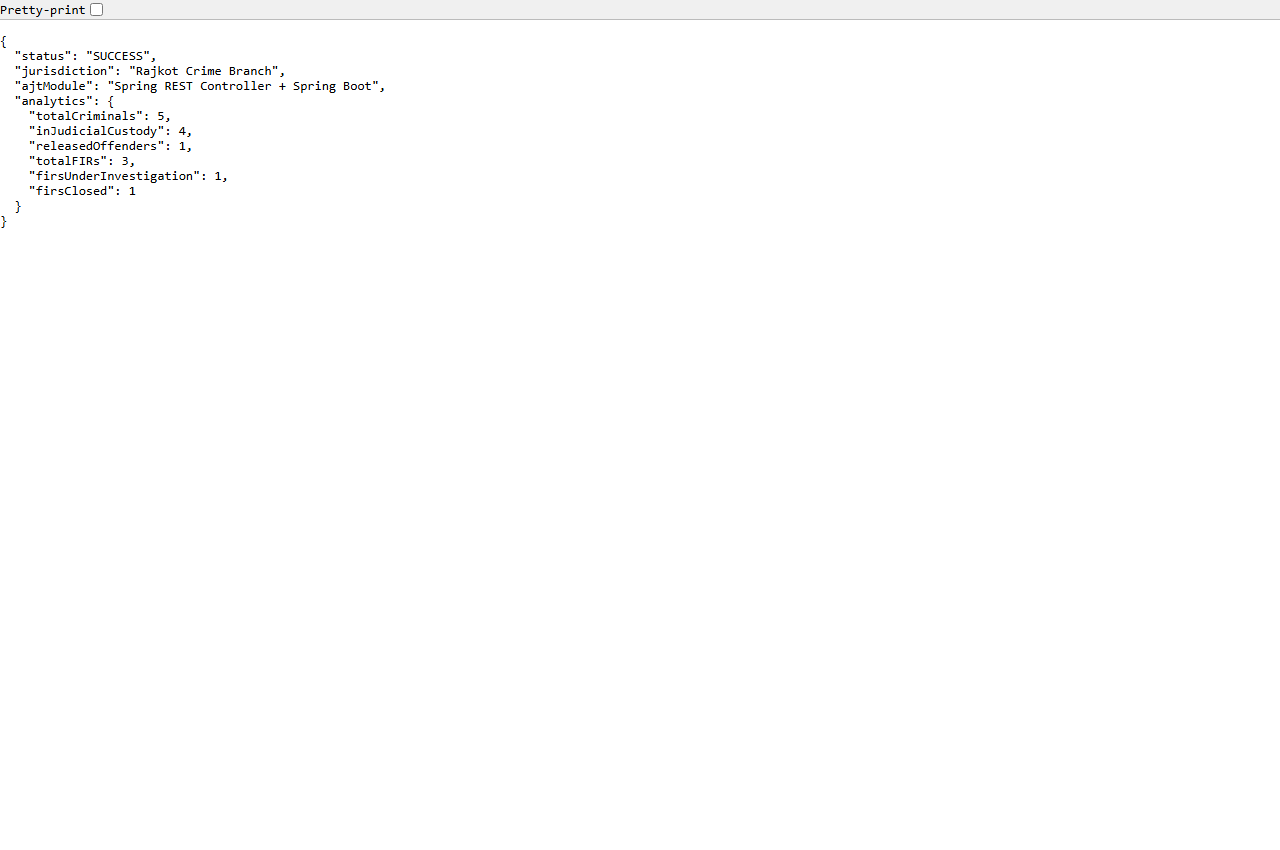 Pretty-print
{
  "status": "SUCCESS",
  "jurisdiction": "Rajkot Crime Branch",
  "ajtModule": "Spring REST Controller + Spring Boot",
  "analytics": {
    "totalCriminals": 5,
    "inJudicialCustody": 4,
    "releasedOffenders": 1,
    "totalFIRs": 3,
    "firsUnderInvestigation": 1,
    "firsClosed": 1
  }
}